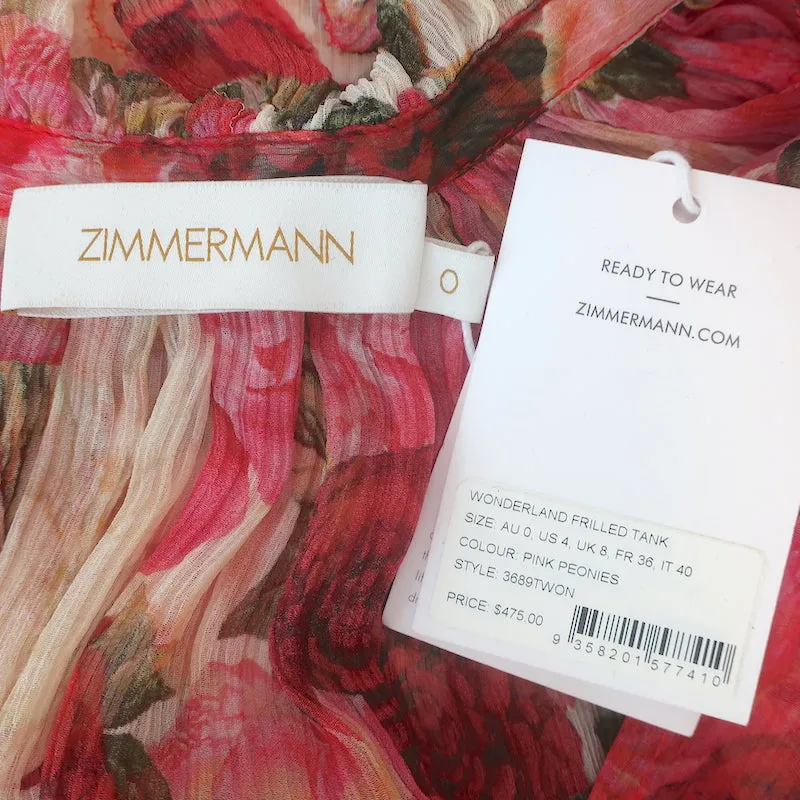 ZIMMERMANN
0
READY TO WEAR
ZIMMERMANN.COM
WONDERLAND FRILLED TANK
SIZE: AU 0, US 4, UK 8, FR 36, IT 40
COLOUR: PINK PEONIES
STYLE: 3689TWON
PRICE: $475.00
9 358201 577410